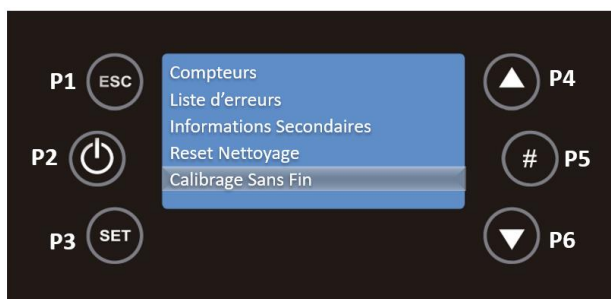 P1 ESC
P2
P3 SET
Compteurs
Liste d'erreurs
Informations Secondaires
Reset Nettoyage
Calibrage Sans Fin
P4
# P5
P6